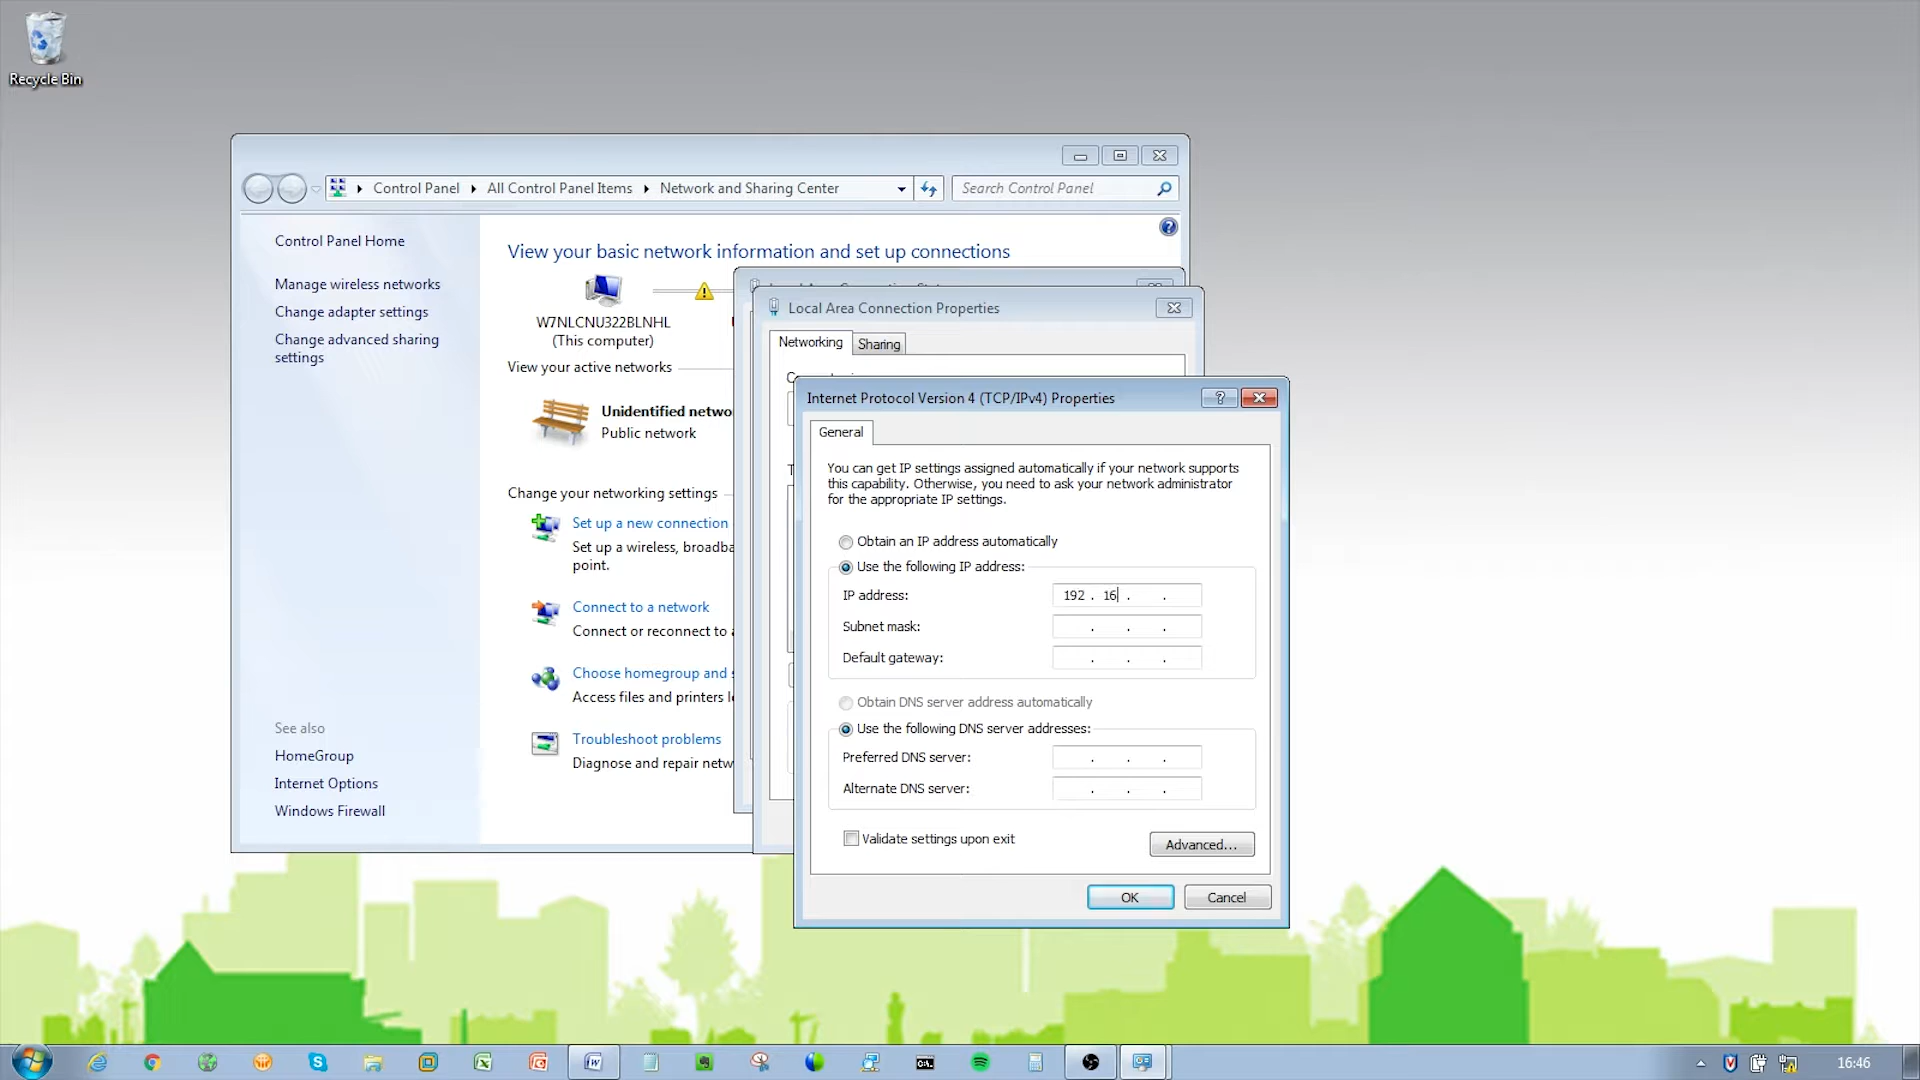 Recycle Bin
Control Panel
All Control Panel Items
Network and Sharing Center
Search Control Panel
Control Panel Home
Manage wireless networks
Change adapter settings
Change advanced sharing
settings
See also
HomeGroup
Internet Options
Windows Firewall
View your basic network information and set up connections
W7NLCNU322BLNHL
(This computer)
View your active networks
Unidentified netwo
Public network
Change your networking settings
Set up a new connection
Set up a wireless, broadba
point.
Connect to a network
Connect or reconnect to a
Choose homegroup and s
Access files and printers l
Troubleshoot problems
Diagnose and repair netw
Local Area Connection Properties
Networking
Sharing
Internet Protocol Version 4 (TCP/IPv4) Properties
General
You can get IP settings assigned automatically if your network supports
this capability. Otherwise, you need to ask your network administrator
for the appropriate IP settings.
Obtain an IP address automatically
Use the following IP address:
IP address: 192 . 16 . .
Subnet mask: . . .
Default gateway: . . .
Obtain DNS server address automatically
Use the following DNS server addresses:
Preferred DNS server: . . .
Alternate DNS server: . . .
Validate settings upon exit
Advanced...
OK
Cancel
16:46